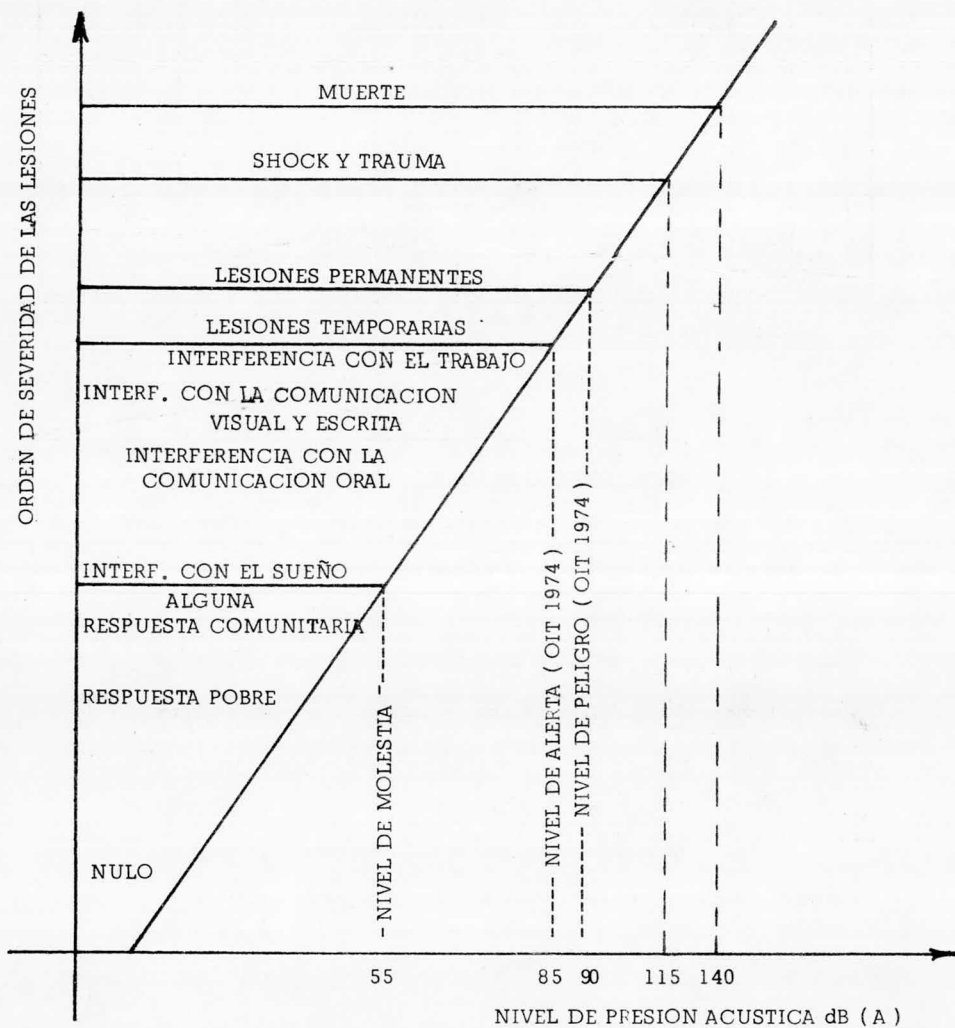 ORDEN DE SEVERIDAD DE LAS LESIONES
MUERTE
SHOCK Y TRAUMA
LESIONES PERMANENTES
LESIONES TEMPORARIAS
INTERFERENCIA CON EL TRABAJO
INTERF. CON LA COMUNICACION
VISUAL Y ESCRITA
INTERFERENCIA CON LA
COMUNICACION ORAL
INTERF. CON EL SUEÑO
ALGUNA
RESPUESTA COMUNITARIA
RESPUESTA POBRE
NULO
NIVEL DE MOLESTIA
NIVEL DE ALERTA (OIT 1974)
NIVEL DE PELIGRO (OIT 1974)
55 85 90 115 140
NIVEL DE PRESION ACUSTICA dB (A)